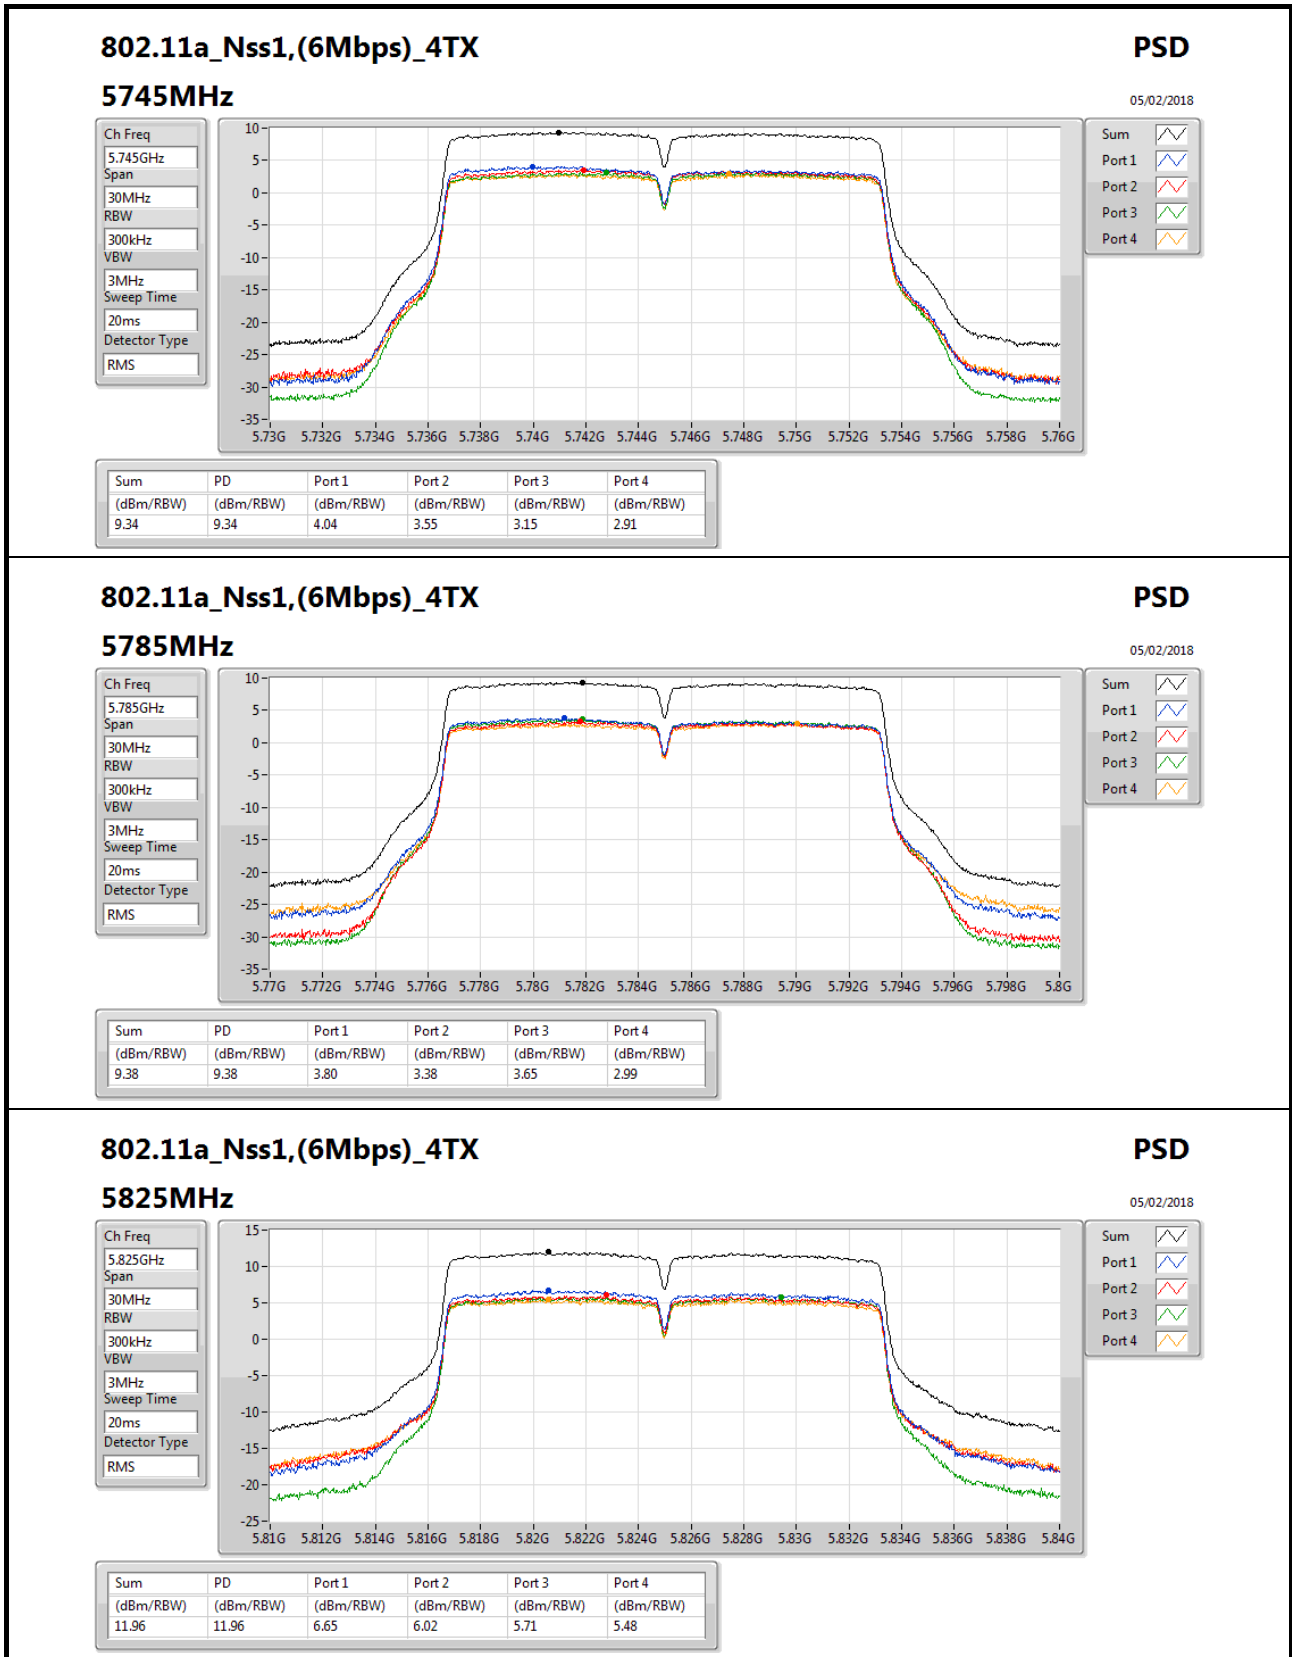 802.11a_Nss1,(6Mbps)_4TX PSD
5745MHz 05/02/2018
Ch Freq
5.745GHz
Span
30MHz
RBW
300kHz
VBW
3MHz
Sweep Time
20ms
Detector Type
RMS
10
5
0
-5
-10
-15
-20
-25
-30
-35
5.73G 5.732G 5.734G 5.736G 5.738G 5.74G 5.742G 5.744G 5.746G 5.748G 5.75G 5.752G 5.754G 5.756G 5.758G 5.76G
Sum
Port 1
Port 2
Port 3
Port 4
Sum PD Port 1 Port 2 Port 3 Port 4
(dBm/RBW) (dBm/RBW) (dBm/RBW) (dBm/RBW) (dBm/RBW) (dBm/RBW)
9.34 9.34 4.04 3.55 3.15 2.91
802.11a_Nss1,(6Mbps)_4TX PSD
5785MHz 05/02/2018
Ch Freq
5.785GHz
Span
30MHz
RBW
300kHz
VBW
3MHz
Sweep Time
20ms
Detector Type
RMS
10
5
0
-5
-10
-15
-20
-25
-30
-35
5.77G 5.772G 5.774G 5.776G 5.778G 5.78G 5.782G 5.784G 5.786G 5.788G 5.79G 5.792G 5.794G 5.796G 5.798G 5.8G
Sum
Port 1
Port 2
Port 3
Port 4
Sum PD Port 1 Port 2 Port 3 Port 4
(dBm/RBW) (dBm/RBW) (dBm/RBW) (dBm/RBW) (dBm/RBW) (dBm/RBW)
9.38 9.38 3.80 3.38 3.65 2.99
802.11a_Nss1,(6Mbps)_4TX PSD
5825MHz 05/02/2018
Ch Freq
5.825GHz
Span
30MHz
RBW
300kHz
VBW
3MHz
Sweep Time
20ms
Detector Type
RMS
15
10
5
0
-5
-10
-15
-20
-25
5.81G 5.812G 5.814G 5.816G 5.818G 5.82G 5.822G 5.824G 5.826G 5.828G 5.83G 5.832G 5.834G 5.836G 5.838G 5.84G
Sum
Port 1
Port 2
Port 3
Port 4
Sum PD Port 1 Port 2 Port 3 Port 4
(dBm/RBW) (dBm/RBW) (dBm/RBW) (dBm/RBW) (dBm/RBW) (dBm/RBW)
11.96 11.96 6.65 6.02 5.71 5.48